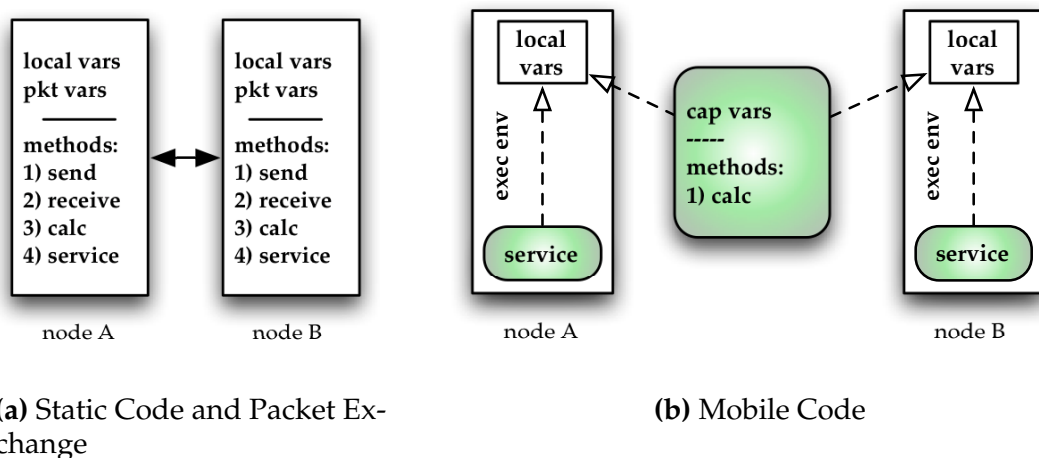 local vars
pkt vars
methods:
1) send
2) receive
3) calc
4) service
node A
local vars
pkt vars
methods:
1) send
2) receive
3) calc
4) service
node B
(a) Static Code and Packet Ex-
change
local
vars
exec env
service
node A
cap vars
-----
methods:
1) calc
local
vars
exec env
service
node B
(b) Mobile Code